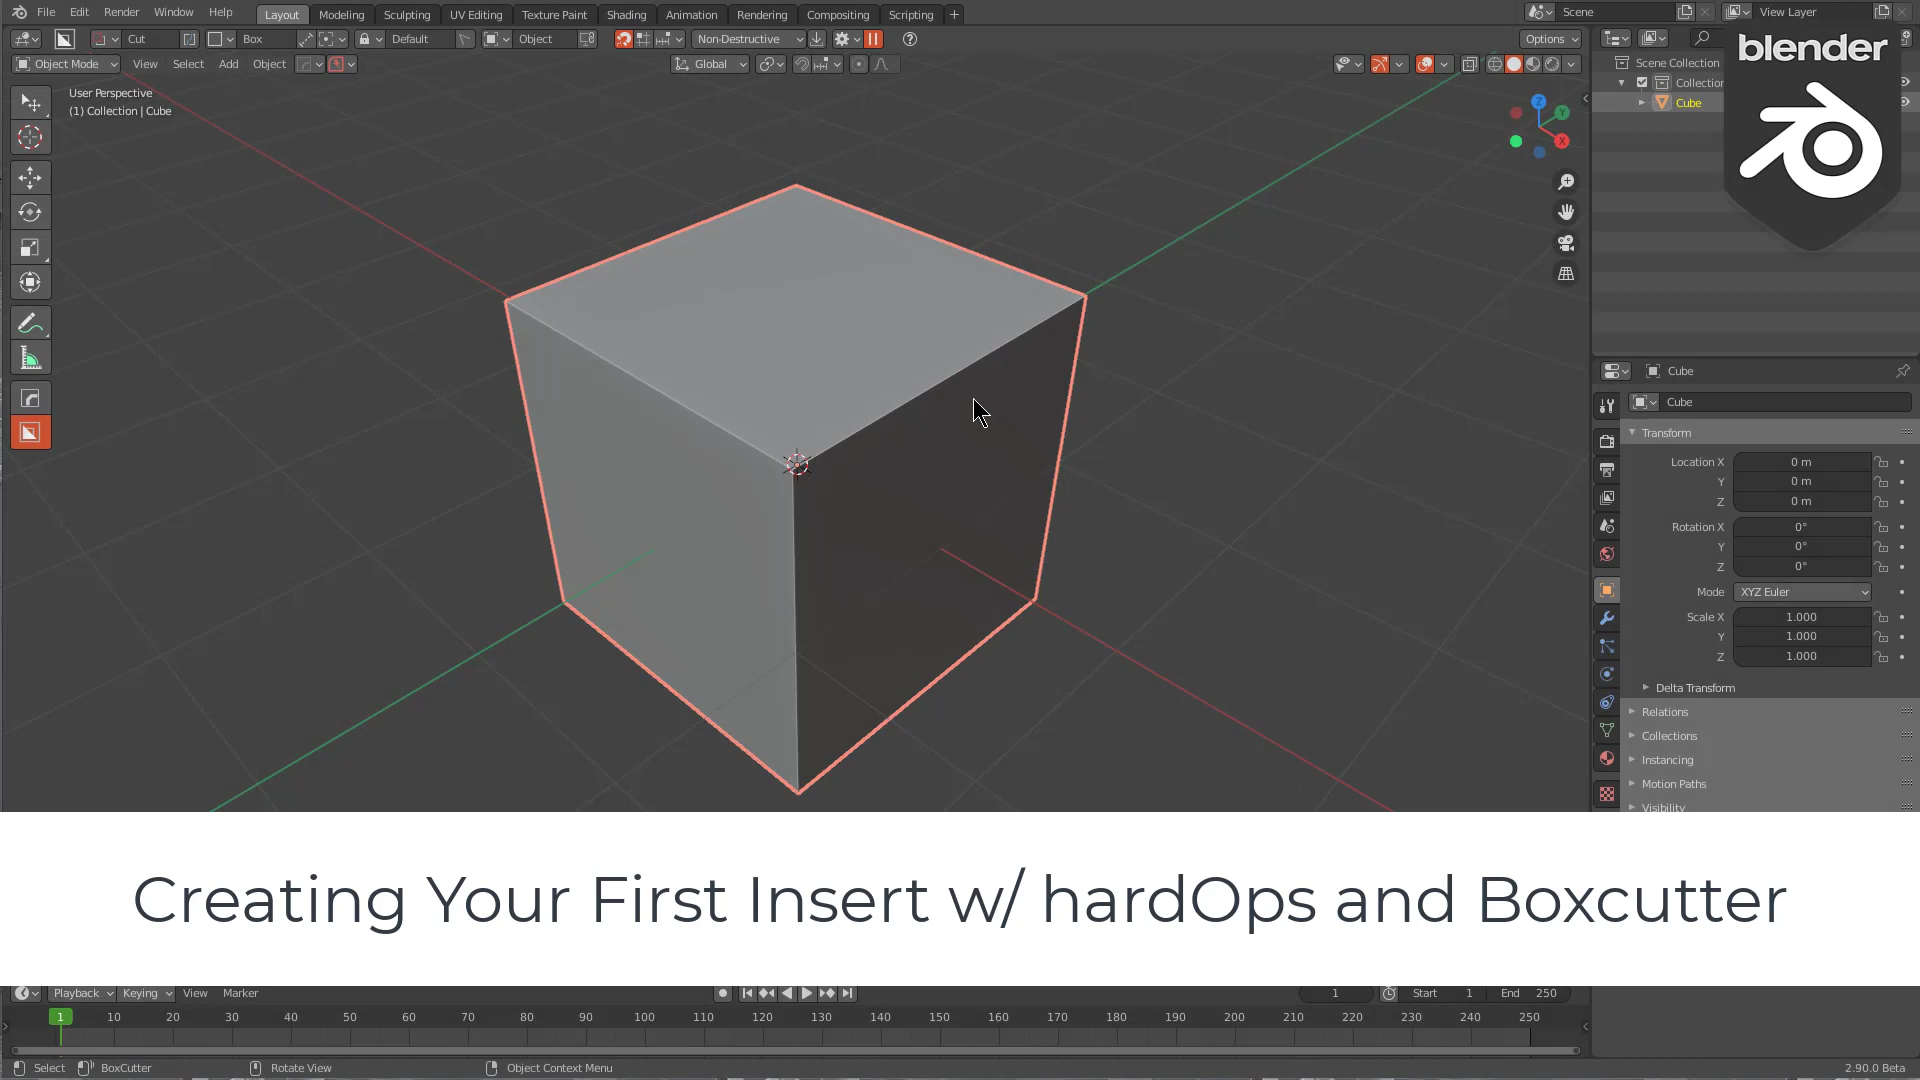 File Edit Render Window Help Layout Modeling Sculpting UV Editing Texture Paint Shading Animation Rendering Compositing Scripting + Scene View Layer
Cut Box Default Object Non-Destructive Options
Object Mode View Select Add Object Global
blender
User Perspective
(1) Collection | Cube
Z
Y
X
Scene Collection
Collection
Cube
Cube
Cube
Transform
Location X 0 m
Y 0 m
Z 0 m
Rotation X 0°
Y 0°
Z 0°
Mode XYZ Euler
Scale X 1.000
Y 1.000
Z 1.000
Delta Transform
Relations
Collections
Instancing
Motion Paths
Visibility
Creating Your First Insert w/ hardOps and Boxcutter
Playback Keying View Marker 1 Start 1 End 250
1 10 20 30 40 50 60 70 80 90 100 110 120 130 140 150 160 170 180 190 200 210 220 230 240 250
Select BoxCutter Rotate View Object Context Menu 2.90.0 Beta